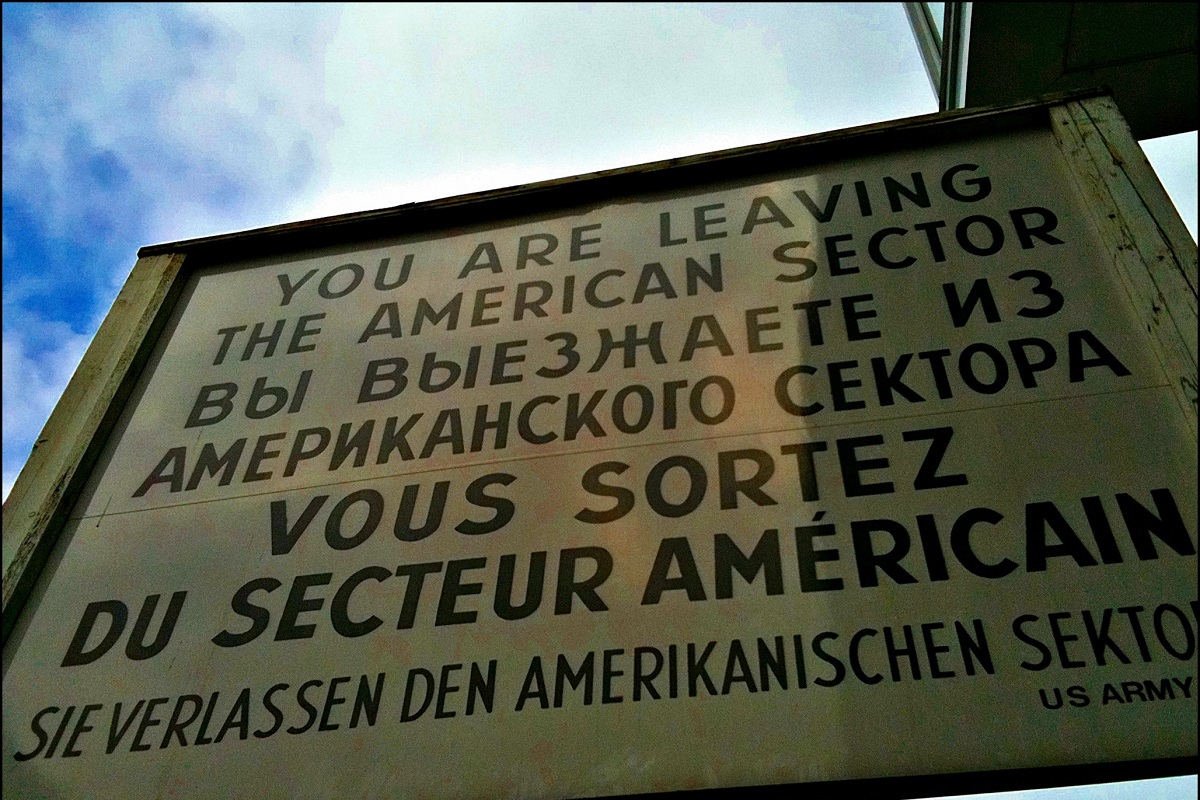 YOU ARE LEAVING
THE AMERICAN SECTOR
ВЫ ВЫЕЗЖАЕТЕ ИЗ
АМЕРИКАНСКОГО СЕКТОРА
VOUS SORTEZ
DU SECTEUR AMÉRICAIN
SIE VERLASSEN DEN AMERIKANISCHEN SEKTO
US ARMY